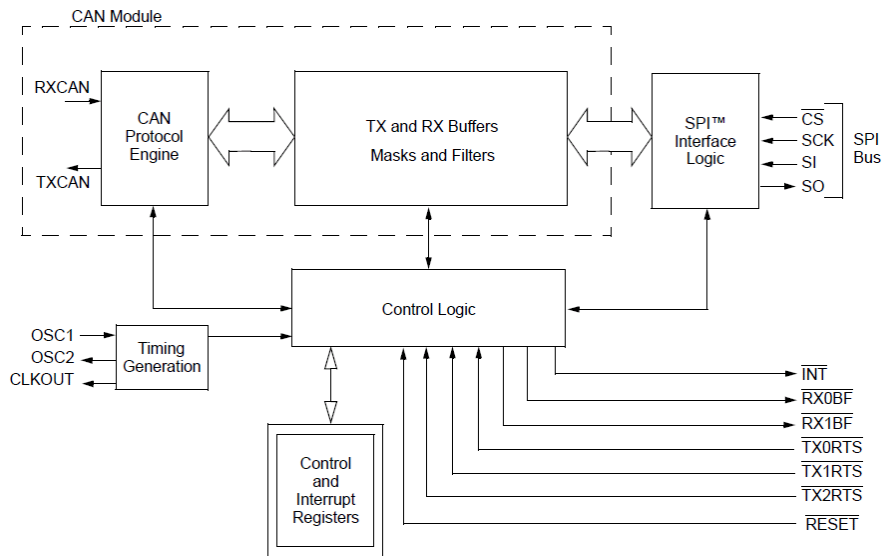 CAN Module
RXCAN
TXCAN
CAN
Protocol
Engine
TX and RX Buffers
Masks and Filters
SPI™
Interface
Logic
CS
SCK
SI
SO
SPI
Bus
Control Logic
OSC1
OSC2
CLKOUT
Timing
Generation
INT
RX0BF
RX1BF
TX0RTS
TX1RTS
TX2RTS
RESET
Control
and
Interrupt
Registers